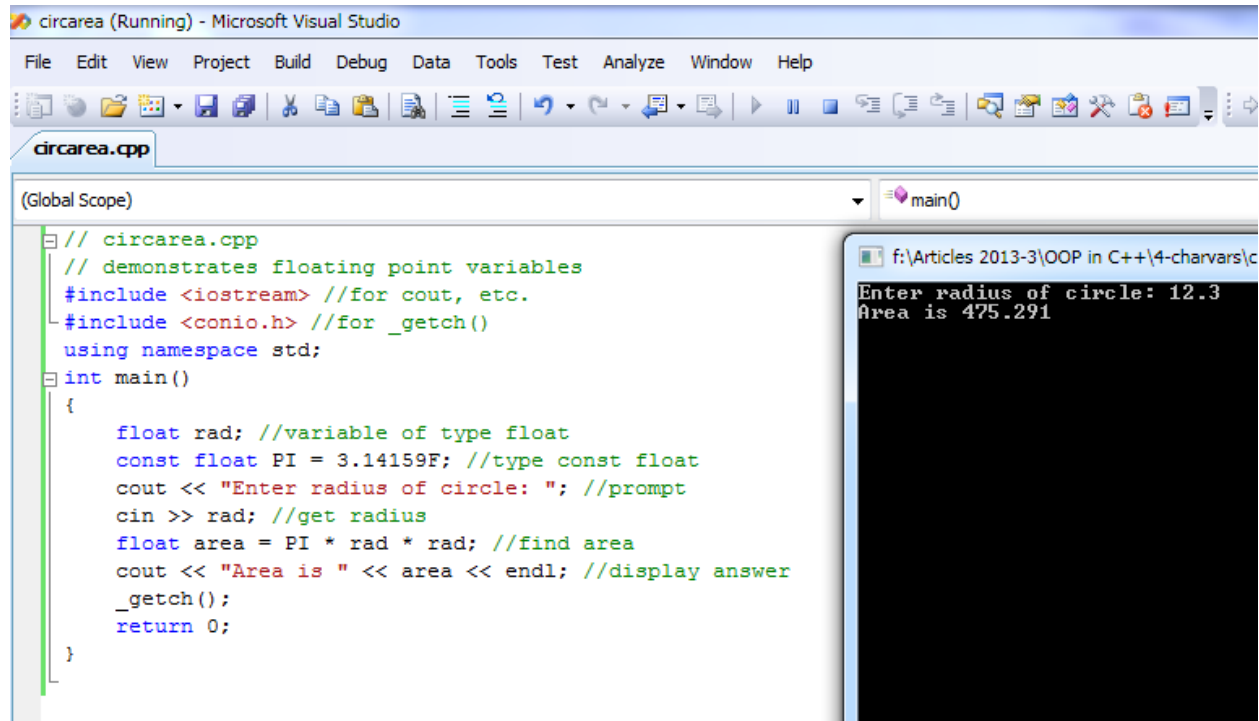 circarea (Running) - Microsoft Visual Studio
File Edit View Project Build Debug Data Tools Test Analyze Window Help
circarea.cpp
(Global Scope)
main()
// circarea.cpp
// demonstrates floating point variables
#include <iostream> //for cout, etc.
#include <conio.h> //for _getch()
using namespace std;
int main()
{
float rad; //variable of type float
const float PI = 3.14159F; //type const float
cout << "Enter radius of circle: "; //prompt
cin >> rad; //get radius
float area = PI * rad * rad; //find area
cout << "Area is " << area << endl; //display answer
_getch();
return 0;
}
f:\Articles 2013-3\OOP in C++\4-charvars\c
Enter radius of circle: 12.3
Area is 475.291